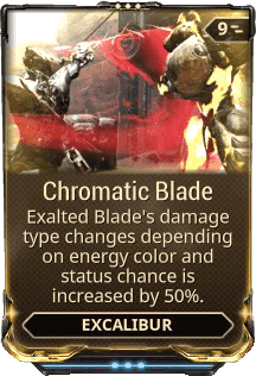 9
Chromatic Blade
Exalted Blade's damage
type changes depending
on energy color and
status chance is
increased by 50%.
EXCALIBUR